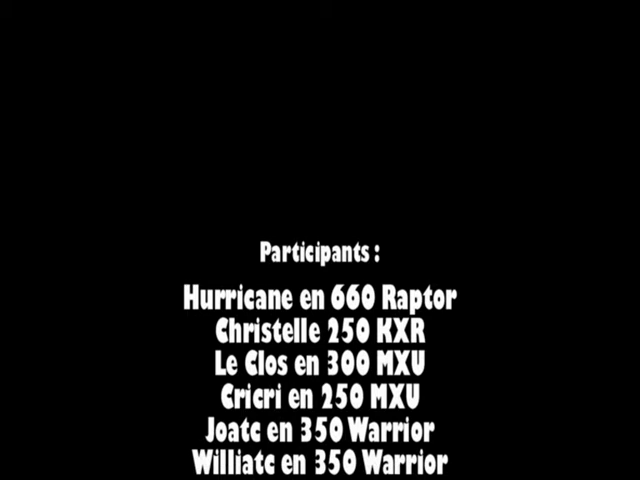 Participants :
Hurricane en 660 Raptor
Christelle 250 KXR
Le Clos en 300 MXU
Cricri en 250 MXU
Joatc en 350 Warrior
Williatc en 350 Warrior